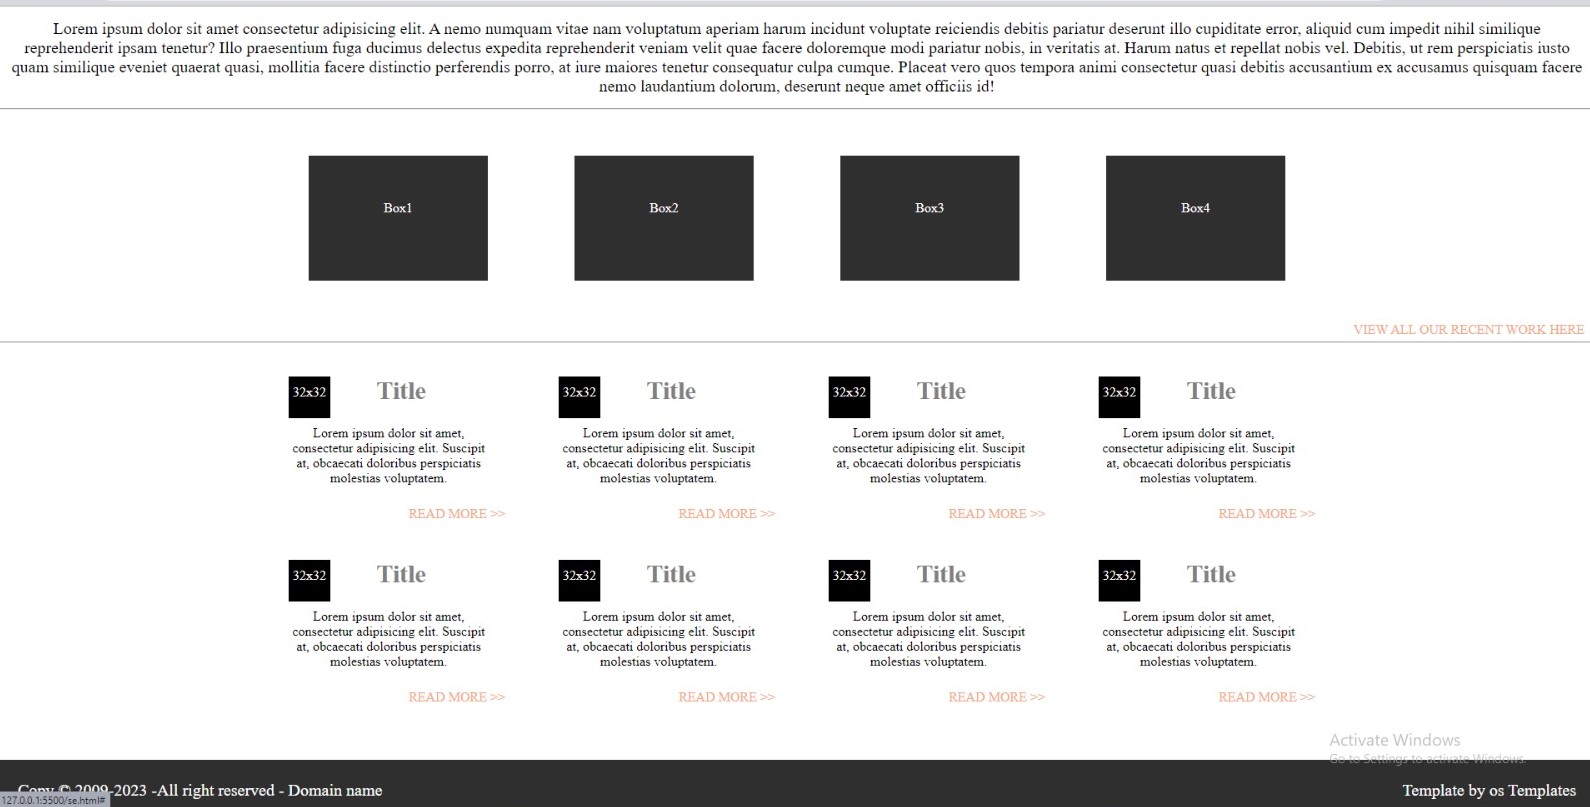 Lorem ipsum dolor sit amet consectetur adipisicing elit. A nemo numquam vitae nam voluptatum aperiam harum incidunt voluptate reiciendis debitis pariatur deserunt illo cupiditate error, aliquid cum impedit nihil similique
reprehenderit ipsam tenetur? Illo praesentium fuga ducimus delectus expedita reprehenderit veniam velit quae facere doloremque modi pariatur nobis, in veritatis at. Harum natus et repellat nobis vel. Debitis, ut rem perspiciatis iusto
quam similique eveniet quaerat quasi, mollitia facere distinctio perferendis porro, at iure maiores tenetur consequatur culpa cumque. Placeat vero quos tempora animi consectetur quasi debitis accusantium ex accusamus quisquam facere
nemo laudantium dolorum, deserunt neque amet officiis id!
Box1 Box2 Box3 Box4
VIEW ALL OUR RECENT WORK HERE
32x32 Title
Lorem ipsum dolor sit amet,
consectetur adipisicing elit. Suscipit
at, obcaecati doloribus perspiciatis
molestias voluptatem.
READ MORE >>
32x32 Title
Lorem ipsum dolor sit amet,
consectetur adipisicing elit. Suscipit
at, obcaecati doloribus perspiciatis
molestias voluptatem.
READ MORE >>
32x32 Title
Lorem ipsum dolor sit amet,
consectetur adipisicing elit. Suscipit
at, obcaecati doloribus perspiciatis
molestias voluptatem.
READ MORE >>
32x32 Title
Lorem ipsum dolor sit amet,
consectetur adipisicing elit. Suscipit
at, obcaecati doloribus perspiciatis
molestias voluptatem.
READ MORE >>
32x32 Title
Lorem ipsum dolor sit amet,
consectetur adipisicing elit. Suscipit
at, obcaecati doloribus perspiciatis
molestias voluptatem.
READ MORE >>
32x32 Title
Lorem ipsum dolor sit amet,
consectetur adipisicing elit. Suscipit
at, obcaecati doloribus perspiciatis
molestias voluptatem.
READ MORE >>
32x32 Title
Lorem ipsum dolor sit amet,
consectetur adipisicing elit. Suscipit
at, obcaecati doloribus perspiciatis
molestias voluptatem.
READ MORE >>
32x32 Title
Lorem ipsum dolor sit amet,
consectetur adipisicing elit. Suscipit
at, obcaecati doloribus perspiciatis
molestias voluptatem.
READ MORE >>
Activate Windows
Go to Settings to activate Windows.
Copy © 2009-2023 -All right reserved - Domain name
Template by os Templates
127.0.0.1:5500/se.html#